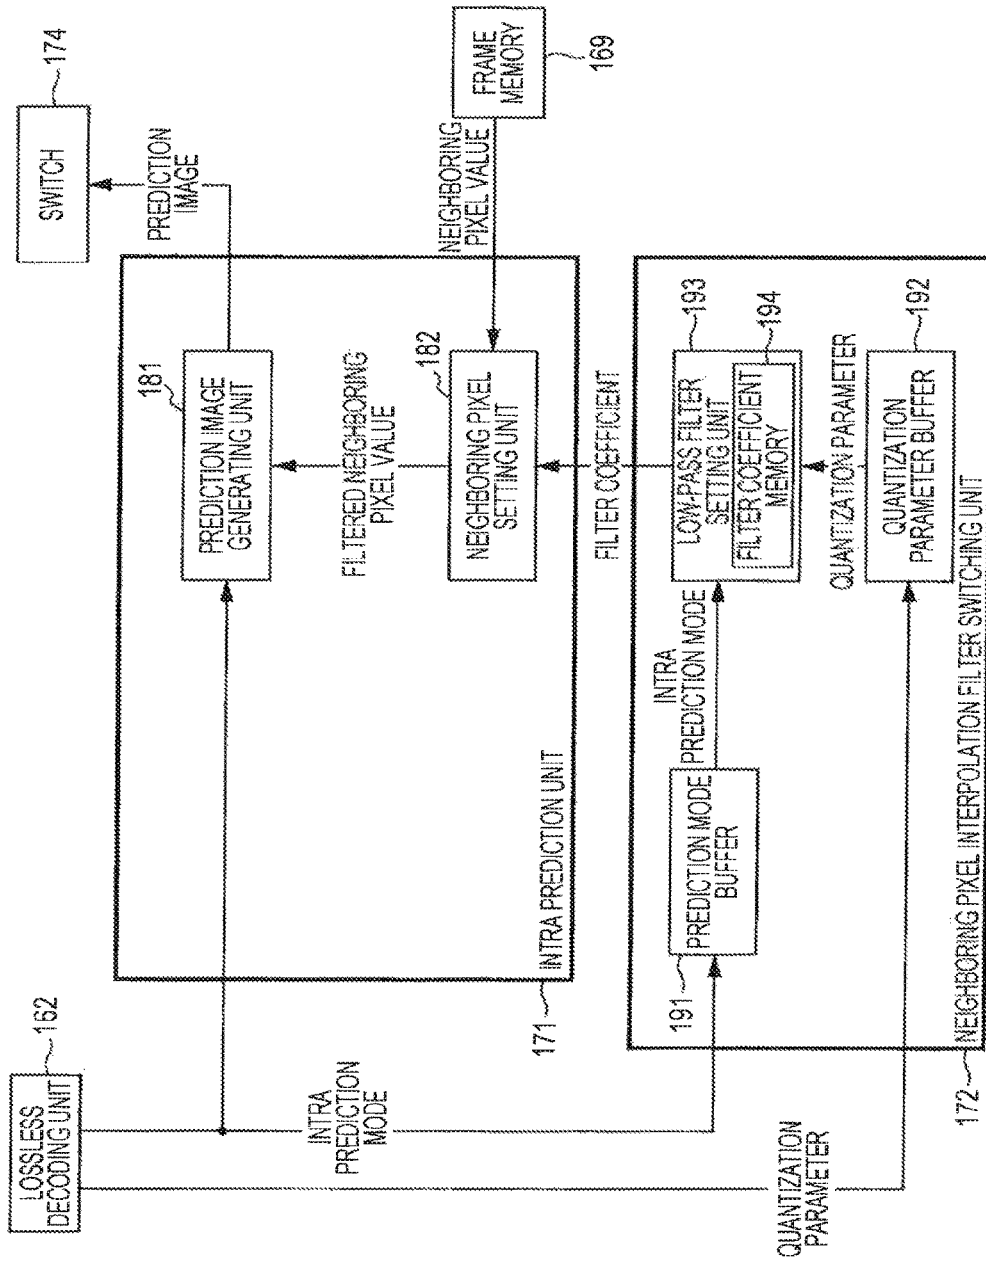 162
LOSSLESS
DECODING UNIT
INTRA
PREDICTION
MODE
QUANTIZATION
PARAMETER
171
INTRA PREDICTION UNIT
181
PREDICTION IMAGE
GENERATING UNIT
FILTERED NEIGHBORING
PIXEL VALUE
182
NEIGHBORING PIXEL
SETTING UNIT
PREDICTION
IMAGE
SWITCH
174
NEIGHBORING
PIXEL VALUE
FRAME
MEMORY
169
FILTER COEFFICIENT
172
NEIGHBORING PIXEL INTERPOLATION FILTER SWITCHING UNIT
191
PREDICTION MODE
BUFFER
INTRA
PREDICTION MODE
193
LOW-PASS FILTER
SETTING UNIT
194
FILTER COEFFICIENT
MEMORY
QUANTIZATION PARAMETER
192
QUANTIZATION
PARAMETER BUFFER